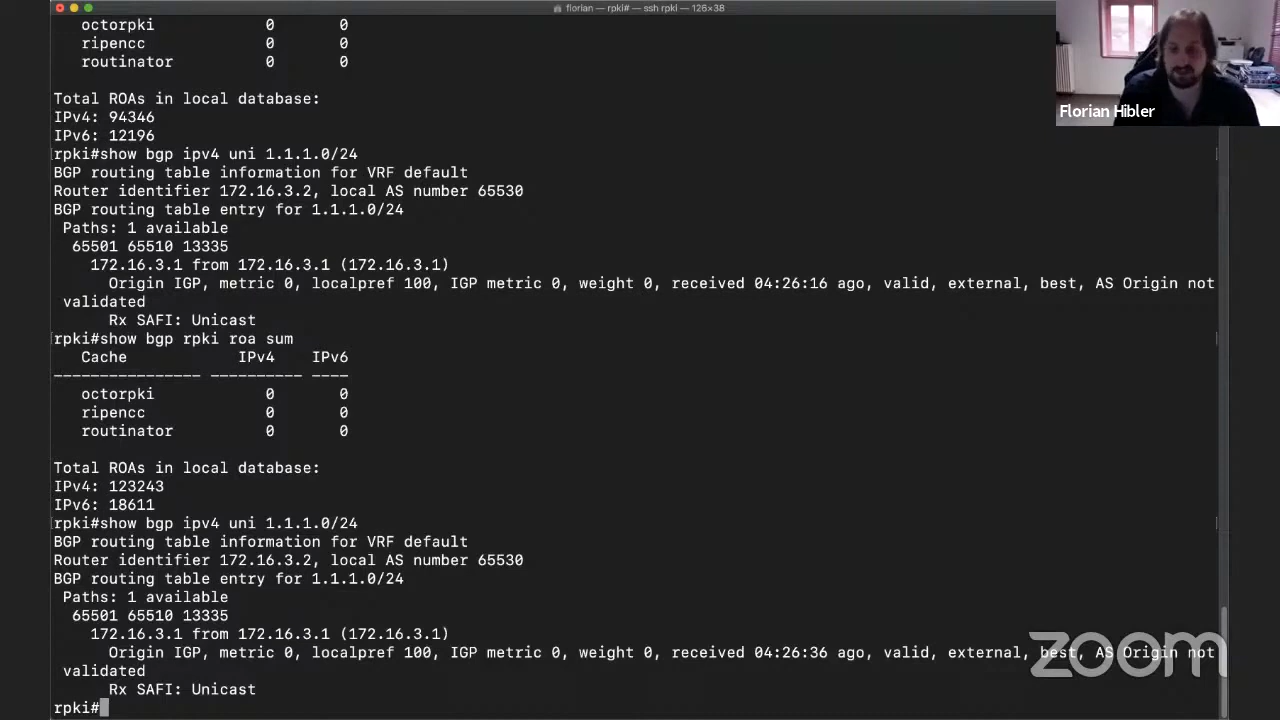 florian — rpki# — ssh rpki — 126×38
octorpki 0 0
ripencc 0 0
routinator 0 0
Total ROAs in local database:
IPv4: 94346
IPv6: 12196
rpki#show bgp ipv4 uni 1.1.1.0/24
BGP routing table information for VRF default
Router identifier 172.16.3.2, local AS number 65530
BGP routing table entry for 1.1.1.0/24
Paths: 1 available
65501 65510 13335
172.16.3.1 from 172.16.3.1 (172.16.3.1)
Origin IGP, metric 0, localpref 100, IGP metric 0, weight 0, received 04:26:16 ago, valid, external, best, AS Origin not
validated
Rx SAFI: Unicast
rpki#show bgp rpki roa sum
Cache IPv4 IPv6
--------------- ---------- ----
octorpki 0 0
ripencc 0 0
routinator 0 0
Total ROAs in local database:
IPv4: 123243
IPv6: 18611
rpki#show bgp ipv4 uni 1.1.1.0/24
BGP routing table information for VRF default
Router identifier 172.16.3.2, local AS number 65530
BGP routing table entry for 1.1.1.0/24
Paths: 1 available
65501 65510 13335
172.16.3.1 from 172.16.3.1 (172.16.3.1)
Origin IGP, metric 0, localpref 100, IGP metric 0, weight 0, received 04:26:36 ago, valid, external, best, AS Origin not
validated
Rx SAFI: Unicast
rpki#
Florian Hibler
zoom